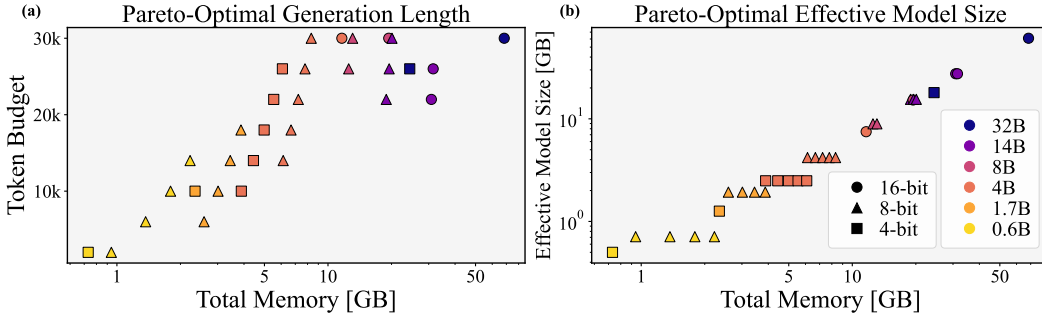 (a)
Pareto-Optimal Generation Length
Token Budget
30k
20k
10k
1
5
10
50
Total Memory [GB]
(b)
Pareto-Optimal Effective Model Size
Effective Model Size [GB]
10¹
10⁰
1
5
10
50
Total Memory [GB]
16-bit
8-bit
4-bit
32B
14B
8B
4B
1.7B
0.6B